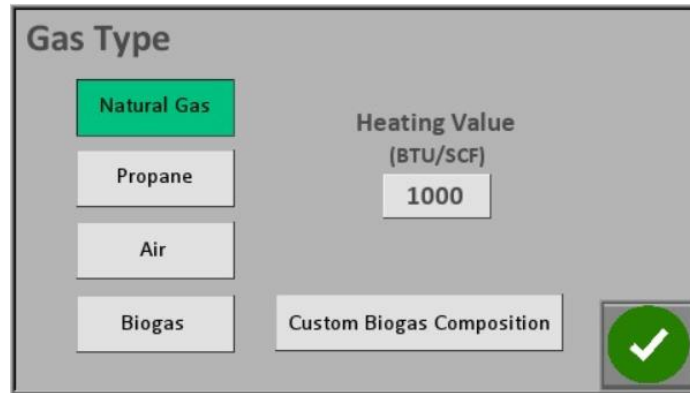 Gas Type
Natural Gas
Propane
Air
Biogas
Heating Value
(BTU/SCF)
1000
Custom Biogas Composition